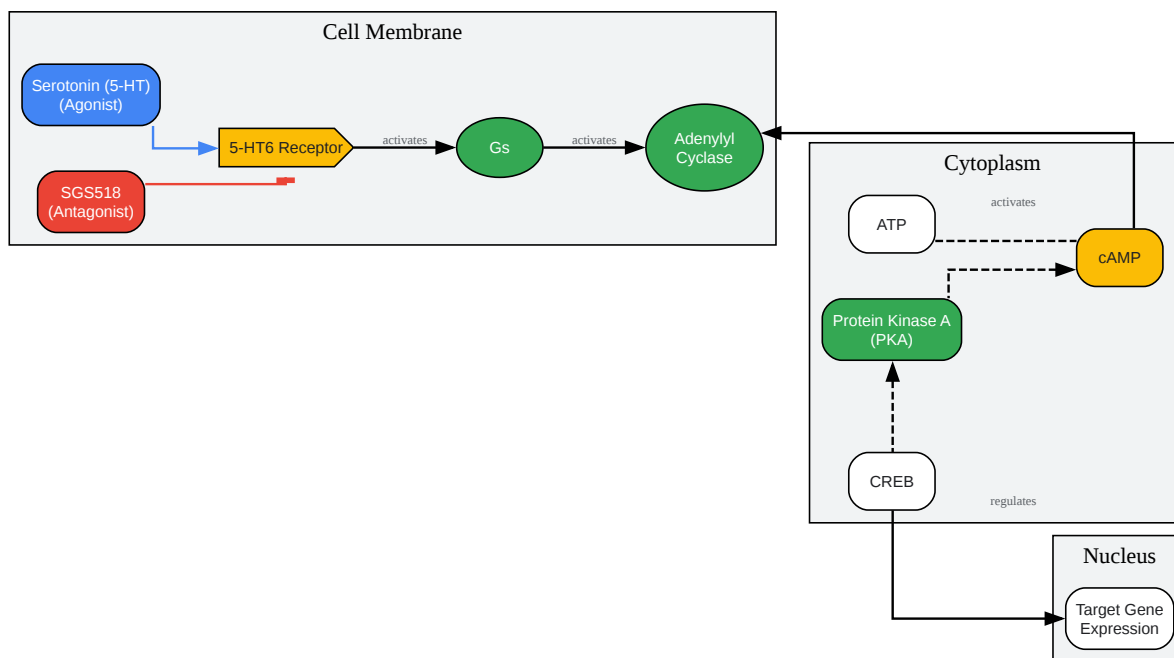 Cell Membrane
Serotonin (5-HT)
(Agonist)
5-HT6 Receptor
activates
Gs
activates
Adenylyl
Cyclase
SGS518
(Antagonist)
Cytoplasm
activates
ATP
cAMP
Protein Kinase A
(PKA)
CREB
regulates
Nucleus
Target Gene
Expression